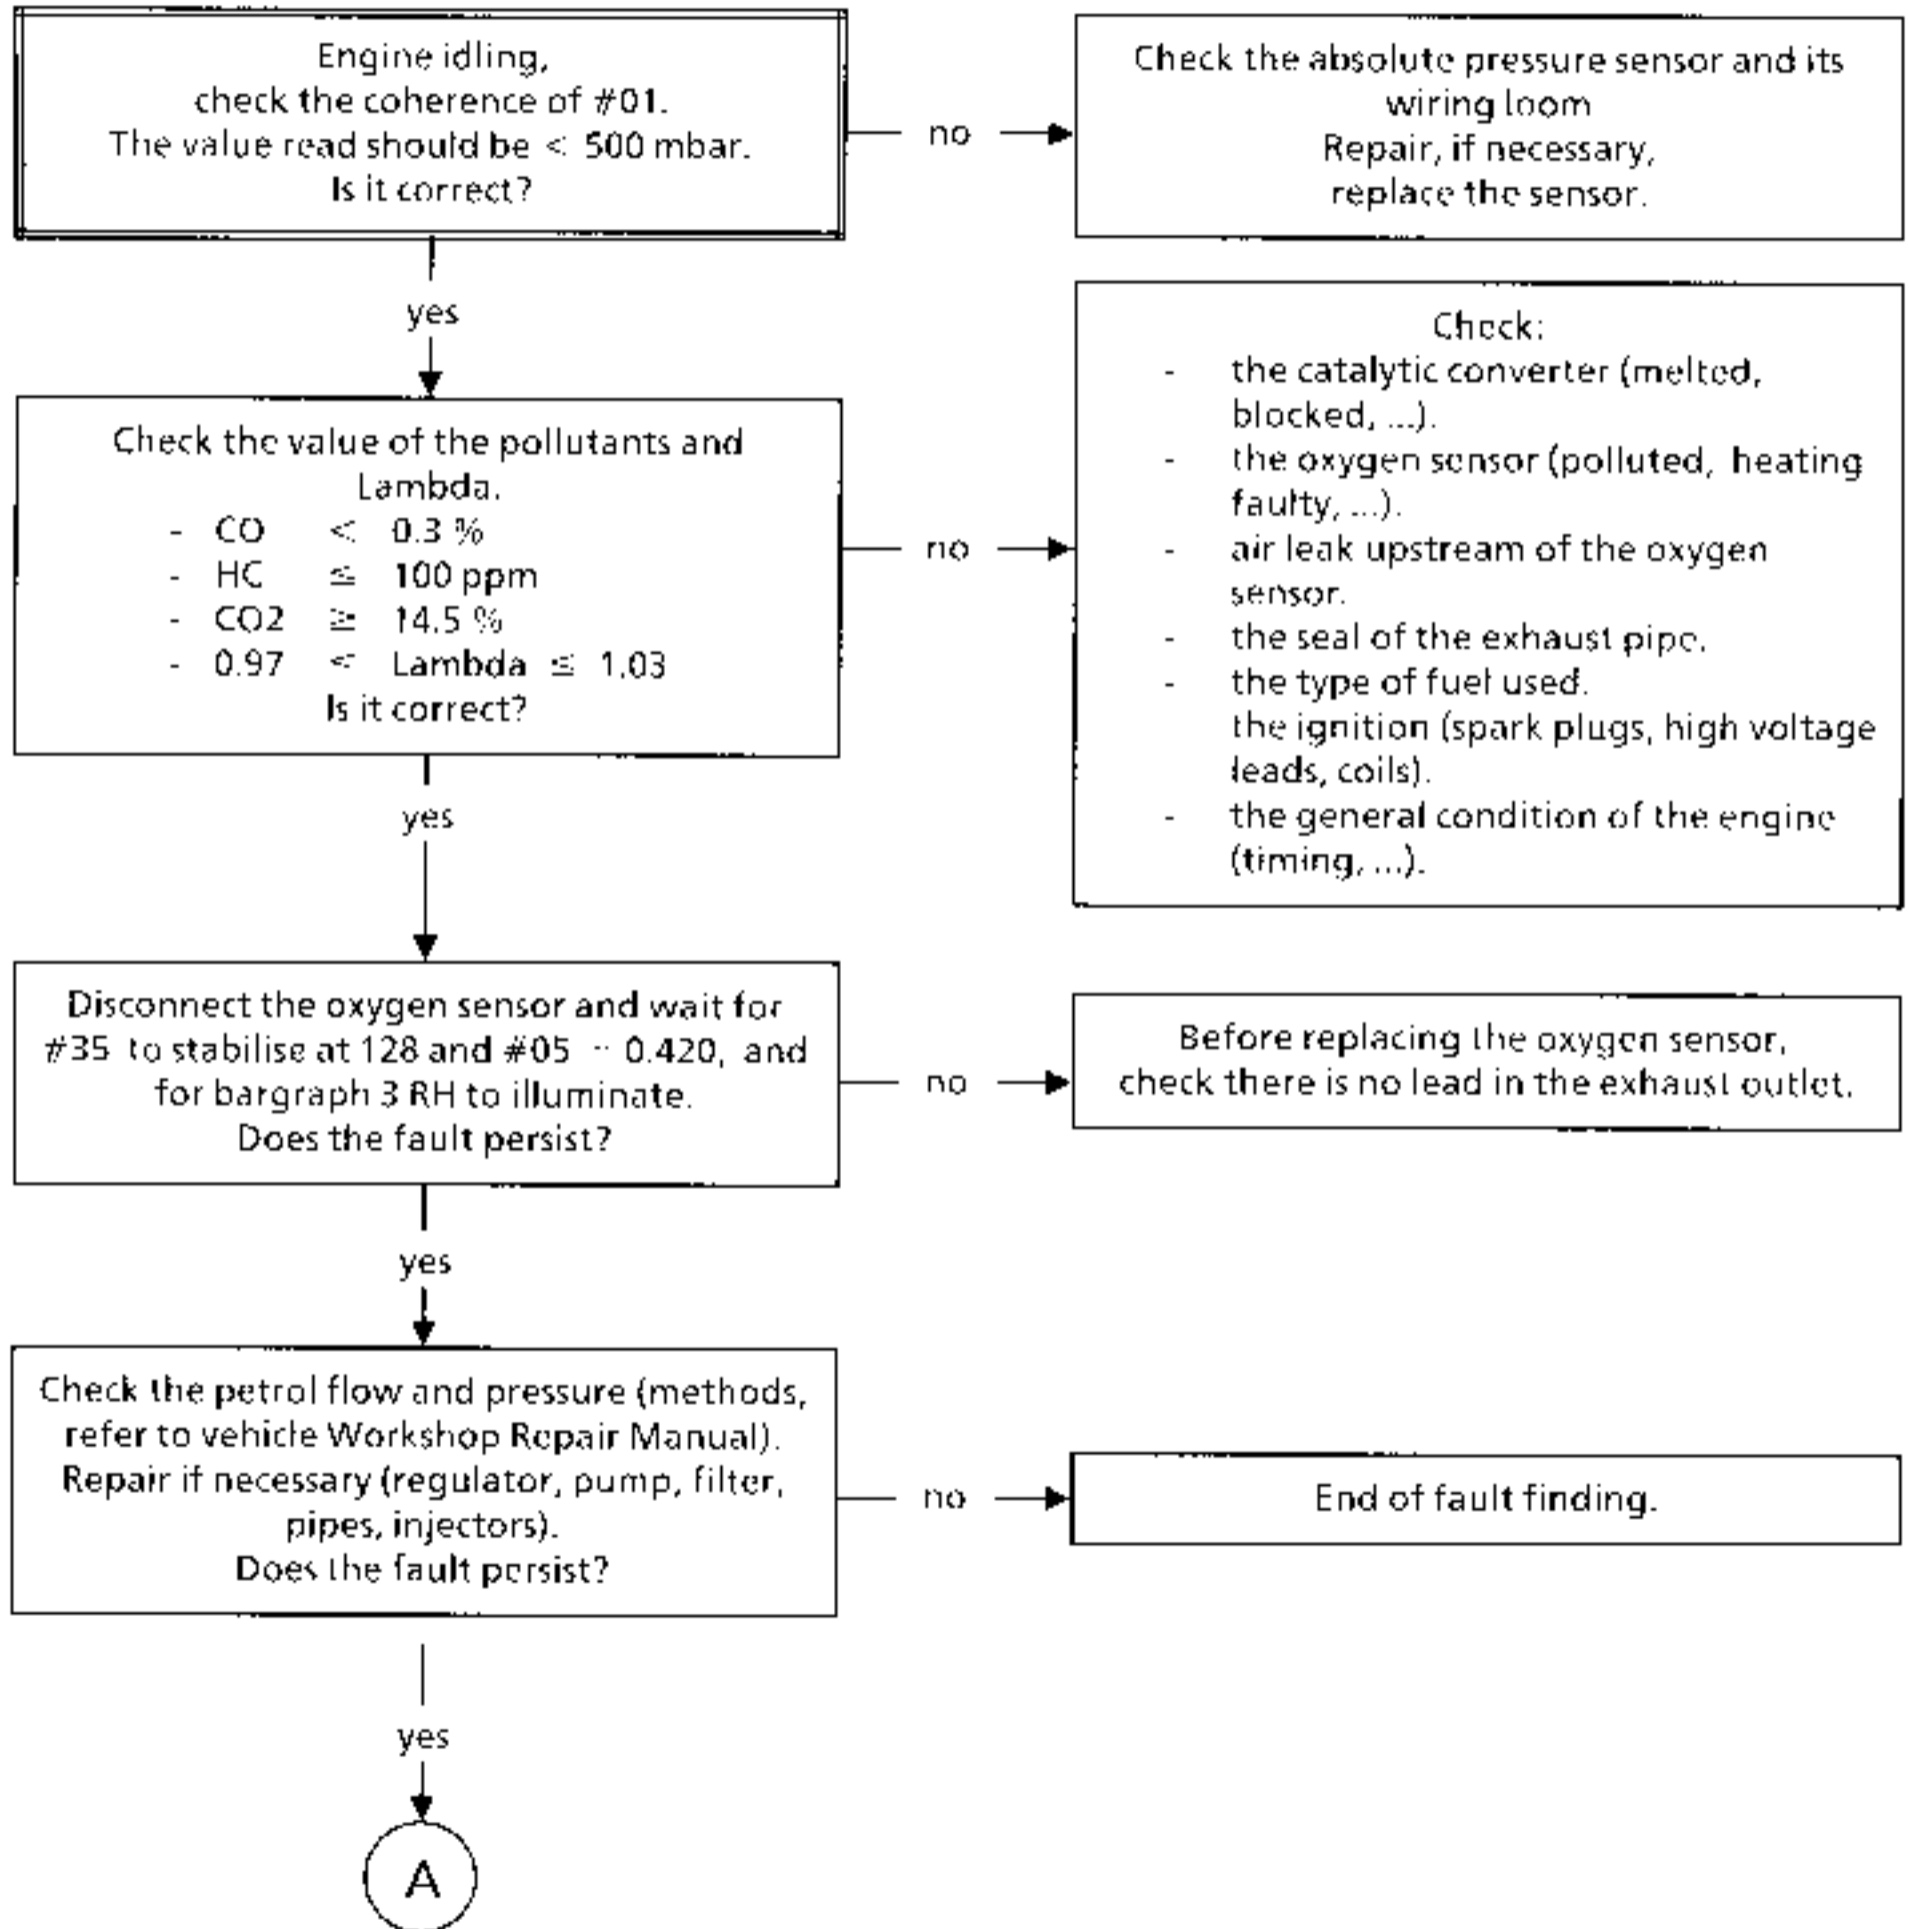 Engine idling,
check the coherence of #01.
The value read should be < 500 mbar.
Is it correct?
no
Check the absolute pressure sensor and its
wiring loom
Repair, if necessary,
replace the sensor.
yes
Check the value of the pollutants and
Lambda.
- CO < 0.3 %
- HC ≤ 100 ppm
- CO2 ≥ 14.5 %
- 0.97 < Lambda ≤ 1.03
Is it correct?
no
Check:
- the catalytic converter (melted,
blocked, ...).
- the oxygen sensor (polluted, heating
faulty, ...).
- air leak upstream of the oxygen
sensor.
- the seal of the exhaust pipe.
- the type of fuel used.
the ignition (spark plugs, high voltage
leads, coils).
- the general condition of the engine
(timing, ...).
yes
Disconnect the oxygen sensor and wait for
#35 to stabilise at 128 and #05 0.420, and
for bargraph 3 RH to illuminate.
Does the fault persist?
no
Before replacing the oxygen sensor,
check there is no lead in the exhaust outlet.
yes
Check the petrol flow and pressure (methods,
refer to vehicle Workshop Repair Manual).
Repair if necessary (regulator, pump, filter,
pipes, injectors).
Does the fault persist?
no
End of fault finding.
yes
A